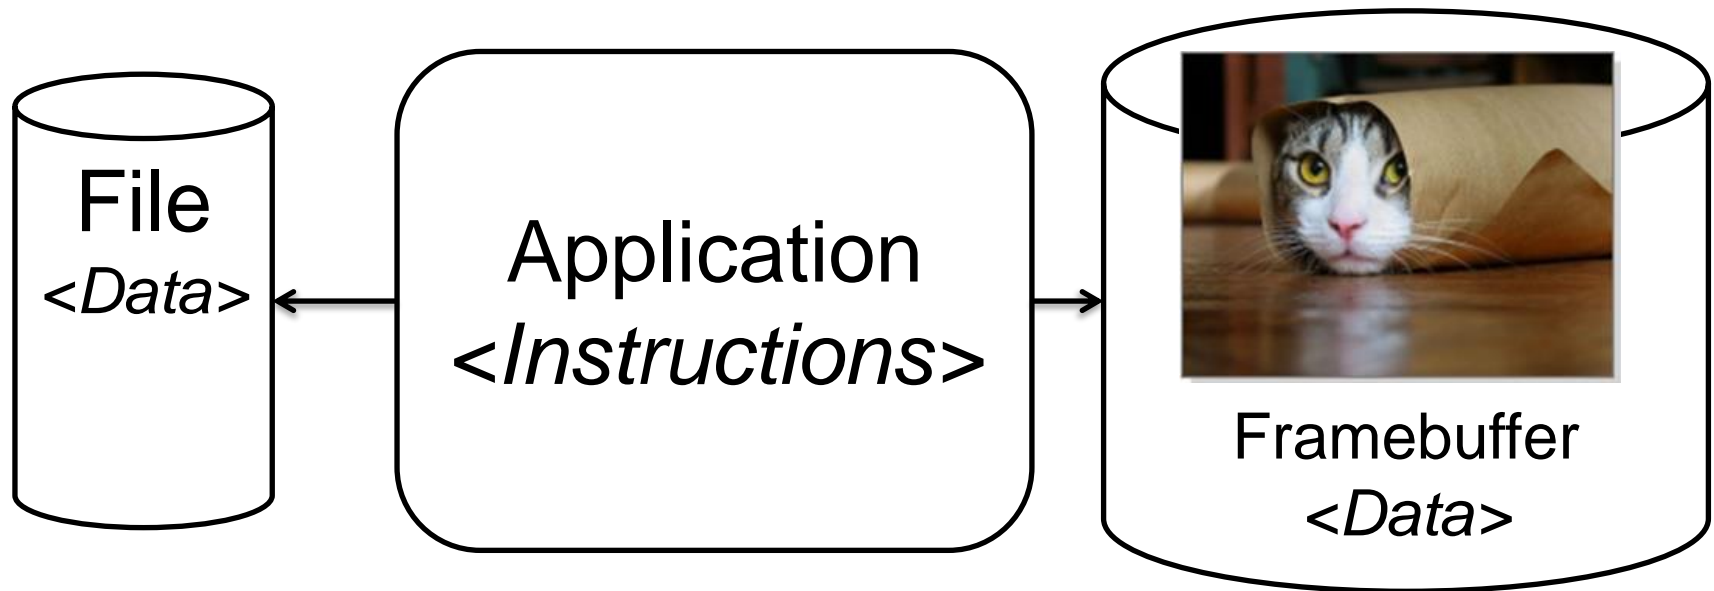 File
<Data>
Application
<Instructions>
Framebuffer
<Data>